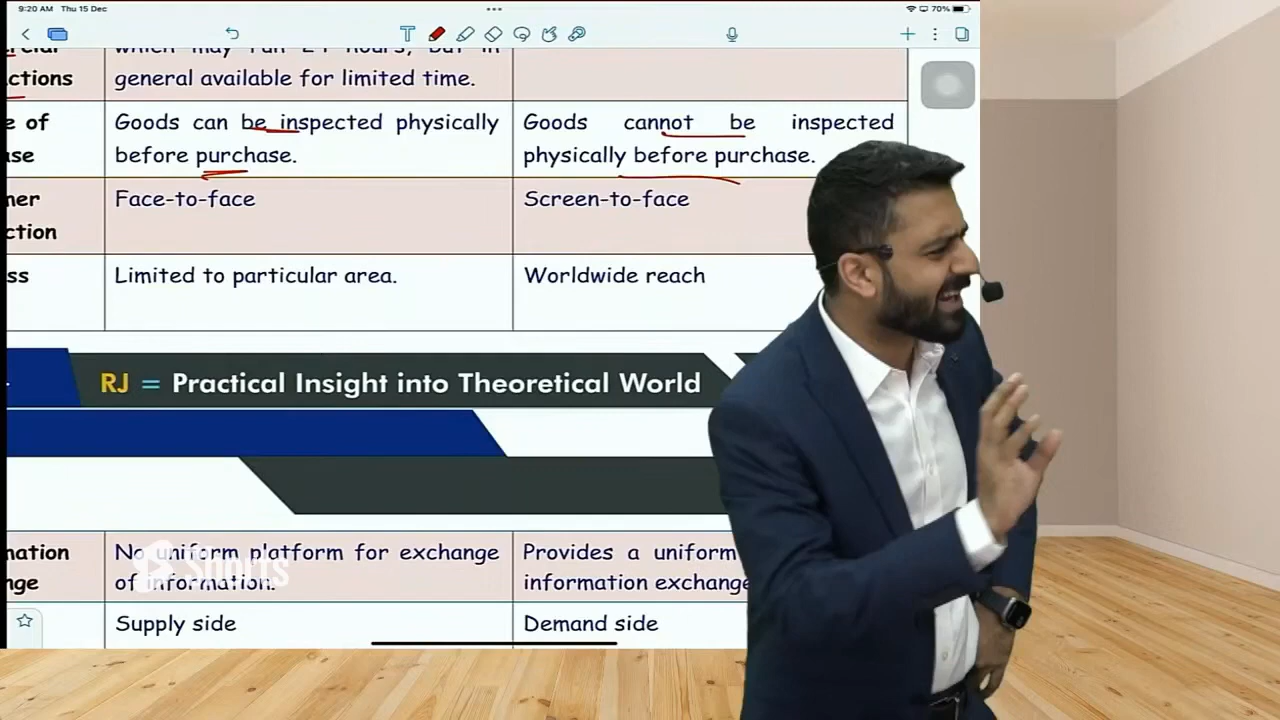 9:20 AM Thu 15 Dec
70%
general available for limited time.
Goods can be inspected physically
before purchase.
Goods cannot be inspected
physically before purchase.
Face-to-face
Screen-to-face
Limited to particular area.
Worldwide reach
RJ = Practical Insight into Theoretical World
No uniform platform for exchange
of information.
Provides a uniform
information exchange
Shorts
Supply side
Demand side